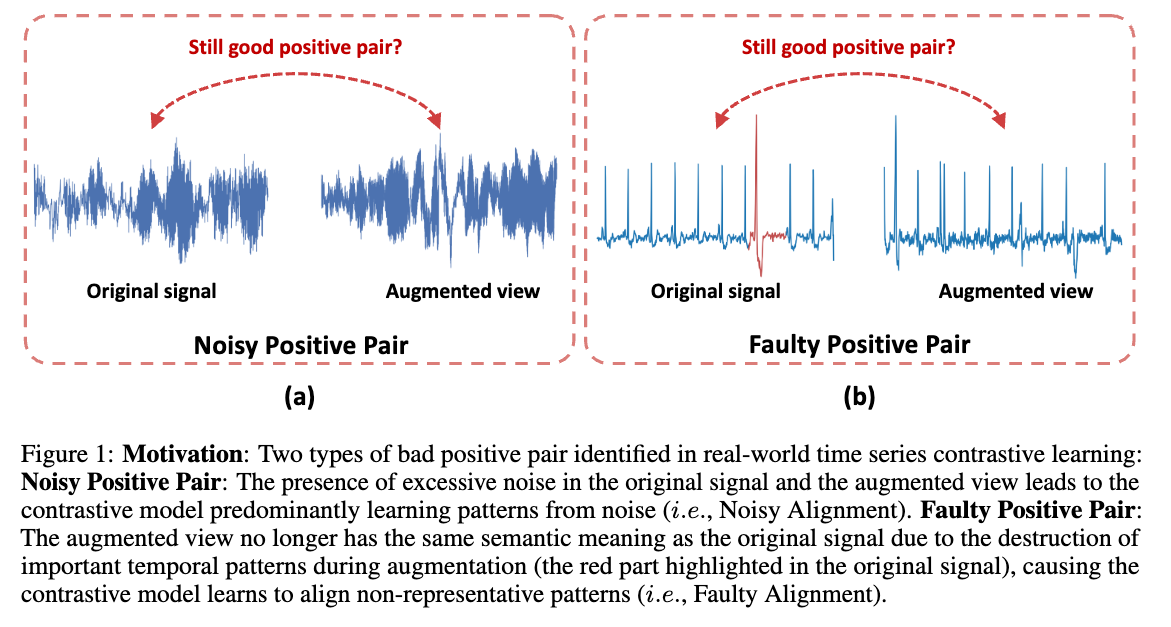 Still good positive pair?
Original signal
Augmented view
Noisy Positive Pair
(a)
Still good positive pair?
Original signal
Augmented view
Faulty Positive Pair
(b)
Figure 1: Motivation: Two types of bad positive pair identified in real-world time series contrastive learning:
Noisy Positive Pair: The presence of excessive noise in the original signal and the augmented view leads to the
contrastive model predominantly learning patterns from noise (i.e., Noisy Alignment). Faulty Positive Pair:
The augmented view no longer has the same semantic meaning as the original signal due to the destruction of
important temporal patterns during augmentation (the red part highlighted in the original signal), causing the
contrastive model learns to align non-representative patterns (i.e., Faulty Alignment).